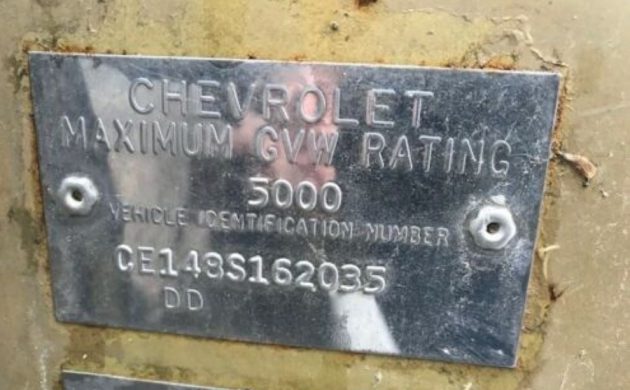 CHEVROLET
MAXIMUM GVW RATING
5000
VEHICLE IDENTIFICATION NUMBER
CE148S162035
DD